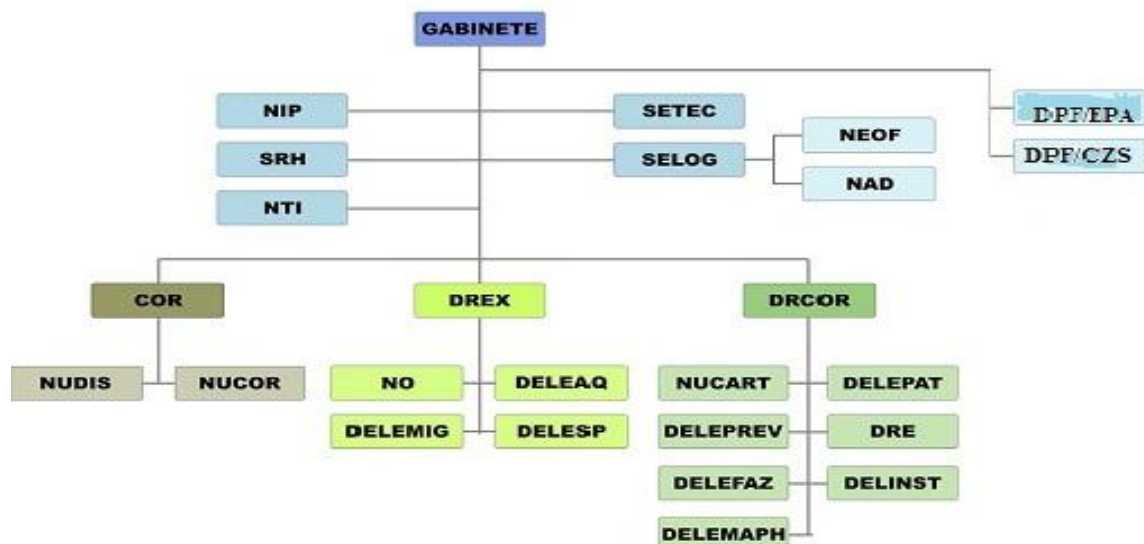 GABINETE
NIP
SETEC
DPF/EPA
NEOF
SRH
SELOG
DPF/CZS
NAD
NTI
COR
DREX
DRCOR
NUDIS
NUCOR
NO
DELEAQ
NUCART
DELEPAT
DELEMIG
DELESP
DELEPREV
DRE
DELEFAZ
DELINST
DELEMAPH